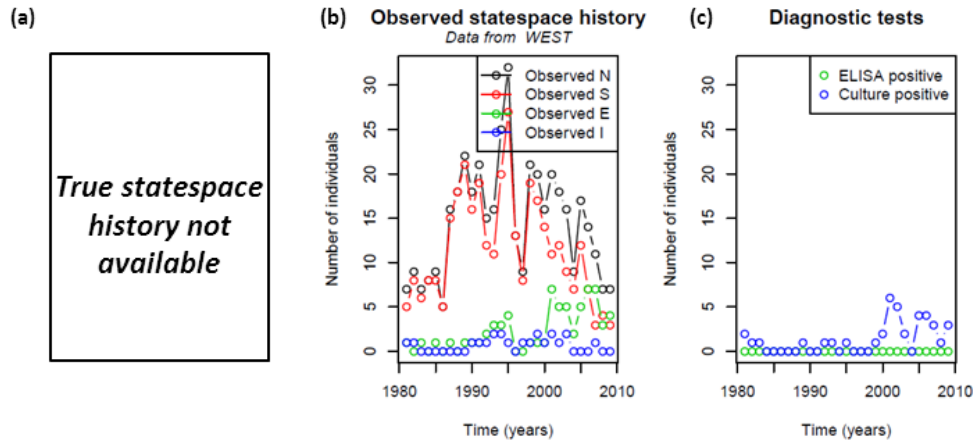 (a)
True statespace
history not
available
(b)
Observed statespace history
Data from WEST
Number of individuals
30
25
20
15
10
5
0
Observed N
Observed S
Observed E
Observed I
1980 1990 2000 2010
Time (years)
(c)
Diagnostic tests
Number of individuals
30
25
20
15
10
5
0
ELISA positive
Culture positive
1980 1990 2000 2010
Time (years)